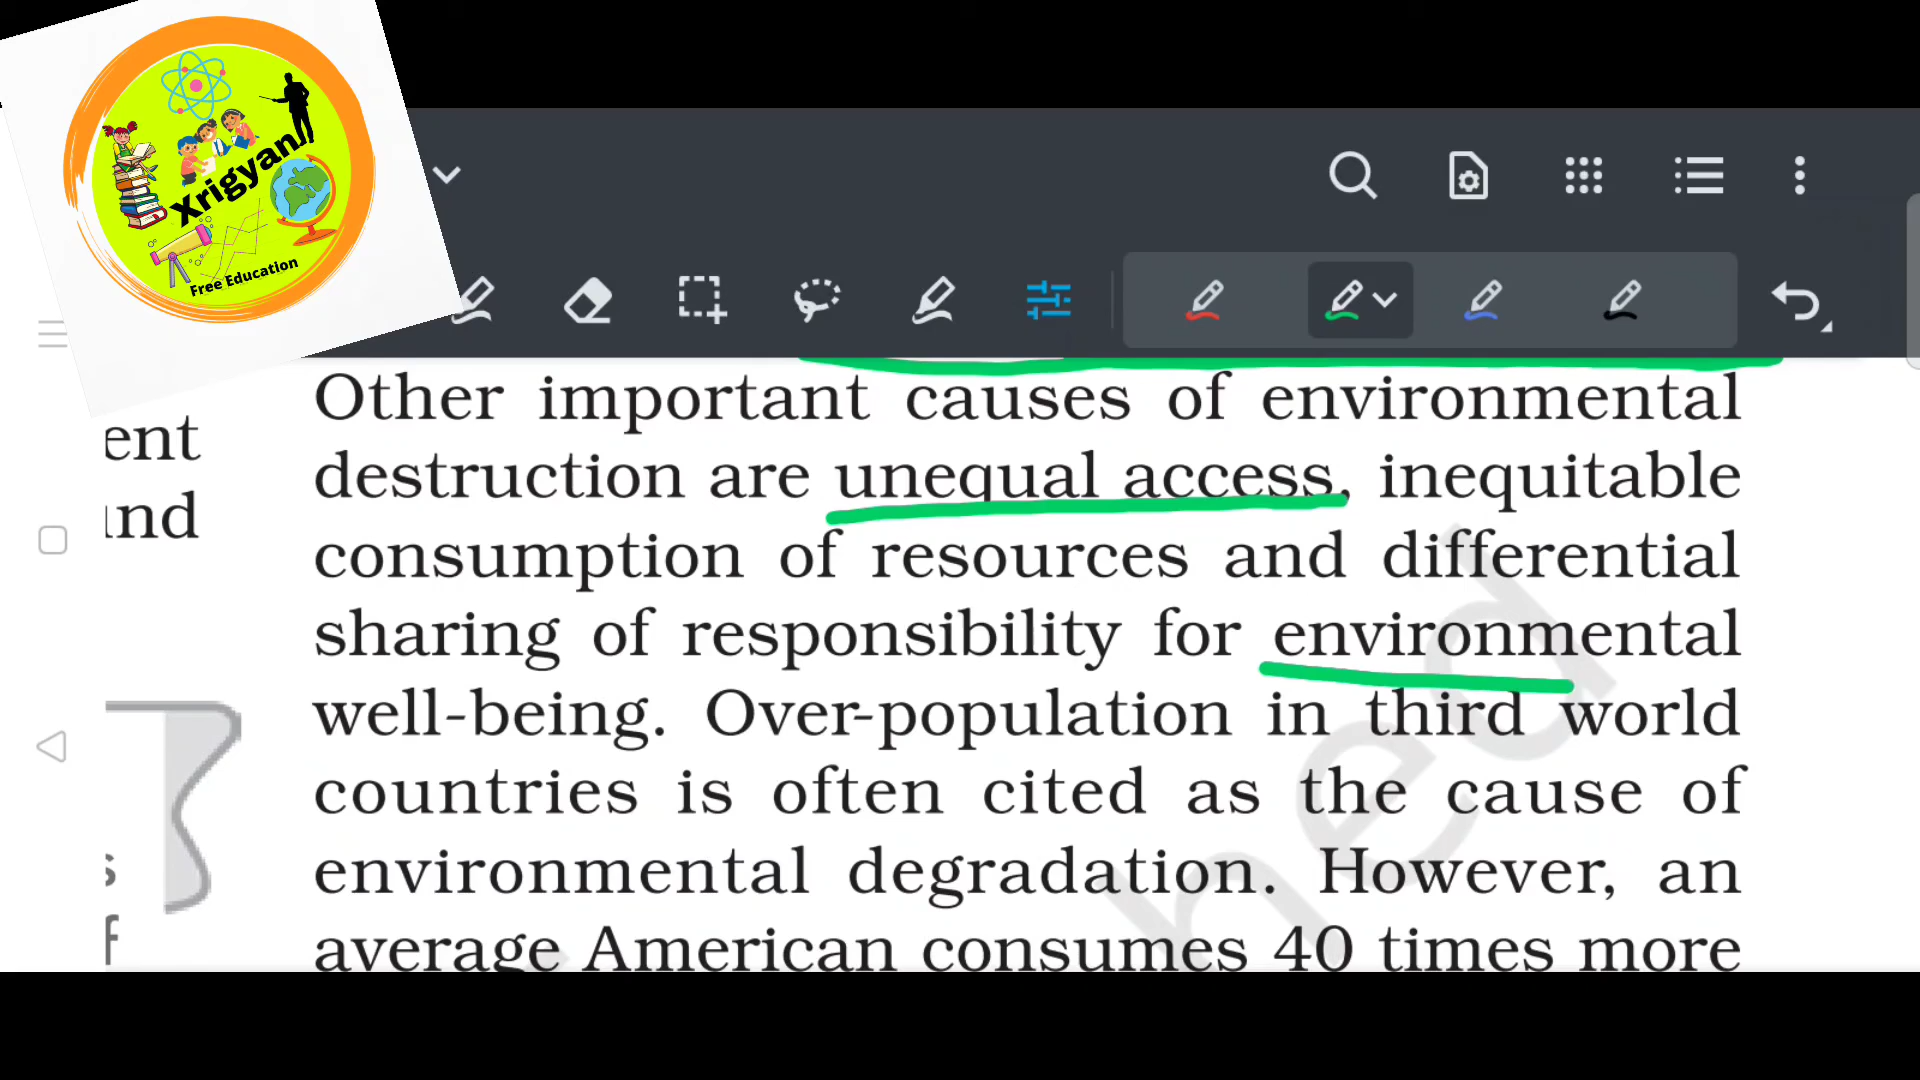 Xrigyan
Free Education
ent
and
s
f
Other important causes of environmental
destruction are unequal access, inequitable
consumption of resources and differential
sharing of responsibility for environmental
well-being. Over-population in third world
countries is often cited as the cause of
environmental degradation. However, an
average American consumes 40 times more
hed